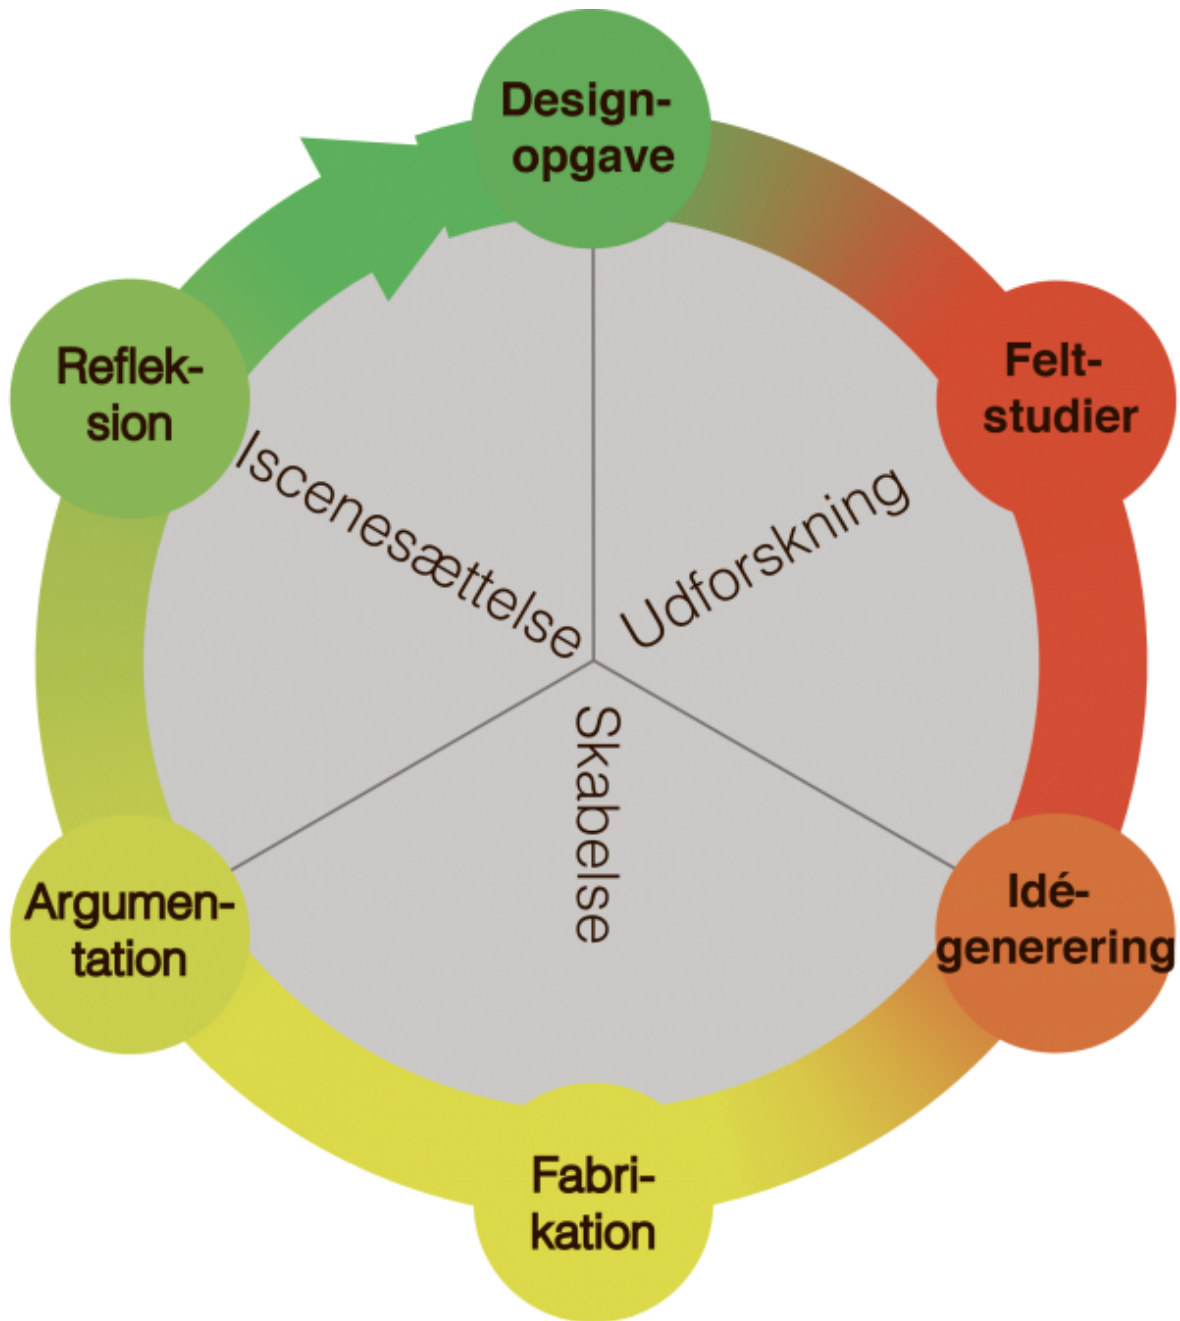 Design-
opgave
Felt-
studier
Idé-
generering
Fabri-
kation
Argumen-
tation
Reflek-
sion
Iscenesættelse
Udforskning
Skabelse